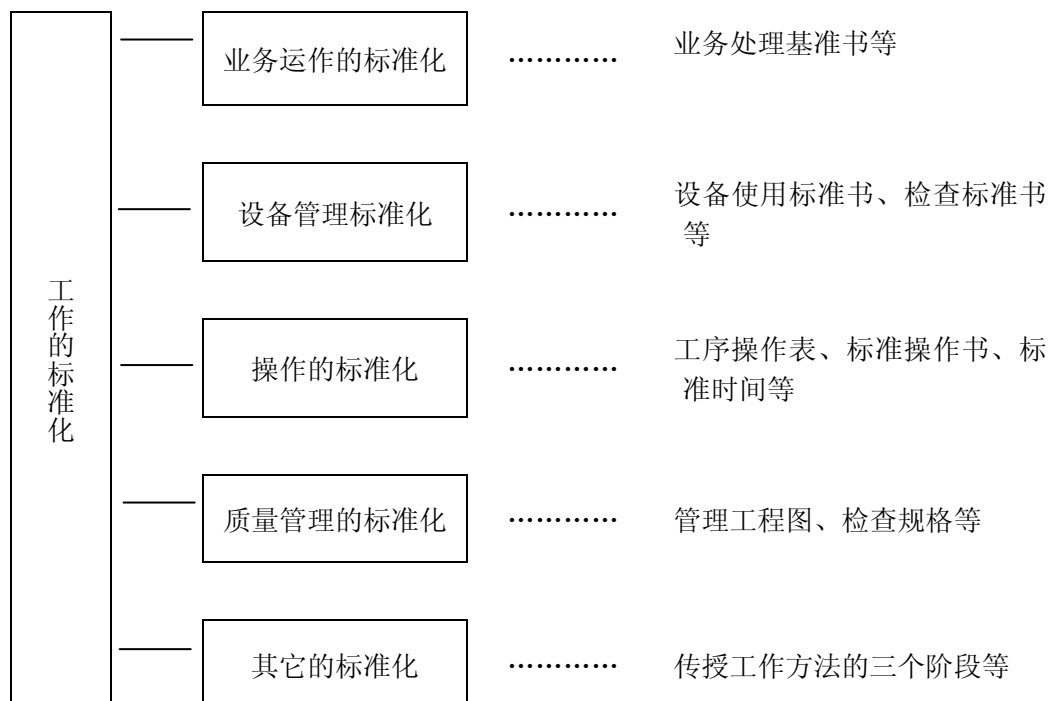 工作的标准化
业务运作的标准化 ………… 业务处理基准书等
设备管理标准化 ………… 设备使用标准书、检查标准书
等
操作的标准化 ………… 工序操作表、标准操作书、标
准时间等
质量管理的标准化 ………… 管理工程图、检查规格等
其它的标准化 ………… 传授工作方法的三个阶段等